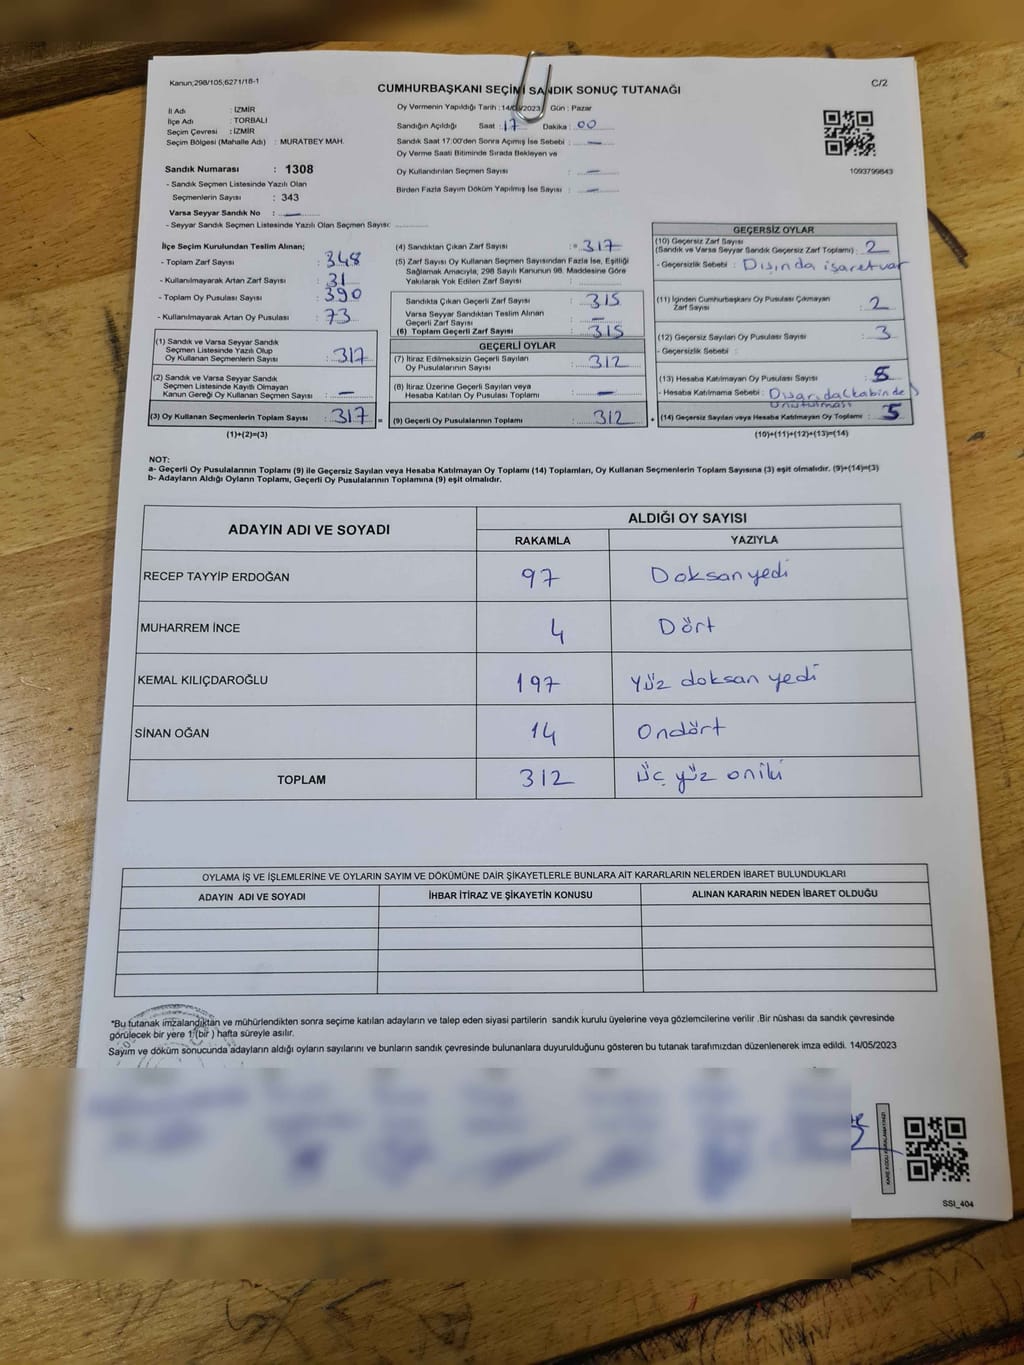 Kanun;298/105,6271/18-1
C/2
CUMHURBAŞKANI SEÇİMİ SANDIK SONUÇ TUTANAĞI
İl Adı : İZMİR
İlçe Adı : TORBALI
Seçim Çevresi : İZMİR
Seçim Bölgesi (Mahalle Adı) : MURATBEY MAH.
Sandık Numarası : 1308
- Sandık Seçmen Listesinde Yazılı Olan
Seçmenlerin Sayısı : 343
Varsa Seyyar Sandık No : —
- Seyyar Sandık Seçmen Listesinde Yazılı Olan Seçmen Sayısı:
Oy Vermenin Yapıldığı Tarih :14/05/2023 Gün : Pazar
Sandığın Açıldığı Saat : 17 Dakika : 00
Sandık Saat 17:00'den Sonra Açılmış İse Sebebi : —
Oy Verme Saati Bitiminde Sırada Bekleyen ve
Oy Kullandırılan Seçmen Sayısı : —
Birden Fazla Sayım Döküm Yapılmış İse Sayısı : —
1093799843
İlçe Seçim Kurulundan Teslim Alınan;
- Toplam Zarf Sayısı : 348
- Kullanılmayarak Artan Zarf Sayısı : 31
- Toplam Oy Pusulası Sayısı : 390
- Kullanılmayarak Artan Oy Pusulası : 73
(1) Sandık ve Varsa Seyyar Sandık
Seçmen Listesinde Yazılı Olup
Oy Kullanan Seçmenlerin Sayısı : 317
(2) Sandık ve Varsa Seyyar Sandık
Seçmen Listesinde Kayıtlı Olmayan
Kanun Gereği Oy Kullanan Seçmen Sayısı : —
(3) Oy Kullanan Seçmenlerin Toplam Sayısı : 317 =
(1)+(2)=(3)
(4) Sandıktan Çıkan Zarf Sayısı : 317
(5) Zarf Sayısı Oy Kullanan Seçmen Sayısından Fazla İse, Eşitliği
Sağlamak Amacıyla, 298 Sayılı Kanunun 98. Maddesine Göre
Yakılarak Yok Edilen Zarf Sayısı :
Sandıkta Çıkan Geçerli Zarf Sayısı : 315
Varsa Seyyar Sandıktan Teslim Alınan
Geçerli Zarf Sayısı : —
(6) Toplam Geçerli Zarf Sayısı : 315
GEÇERLİ OYLAR
(7) İtiraz Edilmeksizin Geçerli Sayılan
Oy Pusulalarının Sayısı : 312
(8) İtiraz Üzerine Geçerli Sayılan veya
Hesaba Katılan Oy Pusulası Toplamı : —
(9) Geçerli Oy Pusulalarının Toplamı : 312 +
GEÇERSİZ OYLAR
(10) Geçersiz Zarf Sayısı
(Sandık ve Varsa Seyyar Sandık Geçersiz Zarf Toplamı) : 2
- Geçersizlik Sebebi : Dışında işaret var
(11) İçinden Cumhurbaşkanı Oy Pusulası Çıkmayan
Zarf Sayısı : 2
(12) Geçersiz Sayılan Oy Pusulası Sayısı : 3
- Geçersizlik Sebebi :
(13) Hesaba Katılmayan Oy Pusulası Sayısı :
- Hesaba Katılmama Sebebi : Dışarıda(kabinde)
Unutulması
(14) Geçersiz Sayılan veya Hesaba Katılmayan Oy Toplamı : 5
(10)+(11)+(12)+(13)=(14)
NOT:
a- Geçerli Oy Pusulalarının Toplamı (9) ile Geçersiz Sayılan veya Hesaba Katılmayan Oy Toplamı (14) Toplamları, Oy Kullanan Seçmenlerin Toplam Sayısına (3) eşit olmalıdır. (9)+(14)=(3)
b- Adayların Aldığı Oyların Toplamı, Geçerli Oy Pusulalarının Toplamına (9) eşit olmalıdır.
ADAYIN ADI VE SOYADI
ALDIĞI OY SAYISI
RAKAMLA YAZIYLA
RECEP TAYYİP ERDOĞAN 97 Doksanyedi
MUHARREM İNCE 4 Dört
KEMAL KILIÇDAROĞLU 197 Yüz doksan yedi
SİNAN OĞAN 14 Ondört
TOPLAM 312 Üç yüz oniki
OYLAMA İŞ VE İŞLEMLERİNE VE OYLARIN SAYIM VE DÖKÜMÜNE DAİR ŞİKAYETLERLE BUNLARA AİT KARARLARIN NELERDEN İBARET BULUNDUKLARI
ADAYIN ADI VE SOYADI İHBAR İTİRAZ VE ŞİKAYETİN KONUSU ALINAN KARARIN NEDEN İBARET OLDUĞU
*Bu tutanak imzalandıktan ve mühürlendikten sonra seçime katılan adayların ve talep eden siyasi partilerin sandık kurulu üyelerine veya gözlemcilerine verilir .Bir nüshası da sandık çevresinde
görülecek bir yere 1 (bir ) hafta süreyle asılır.
Sayım ve döküm sonucunda adayların aldığı oyların sayılarını ve bunların sandık çevresinde bulunanlara duyurulduğunu gösteren bu tutanak tarafımızdan düzenlenerek imza edildi. 14/05/2023
KARE KODU KARALAMAYINIZ!
SSI_404